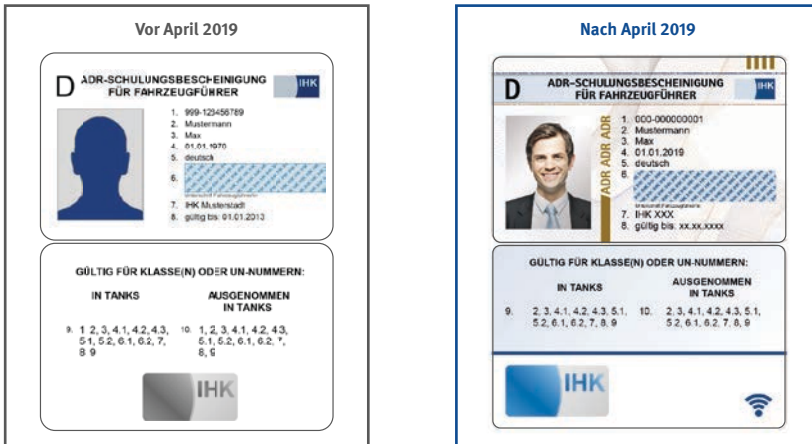 Vor April 2019
D
ADR-SCHULUNGSBESCHEINIGUNG
FÜR FAHRZEUGFÜHRER
IHK
1. 999-123456789
2. Mustermann
3. Max
4. 01.01.1970
5. deutsch
6.
7. IHK Musterstadt
8. gültig bis: 01.01.2013
GÜLTIG FÜR KLASSE(N) ODER UN-NUMMERN:
IN TANKS
9. 1 2, 3, 4.1, 4.2, 4.3,
5.1, 5.2, 6.1, 6.2, 7,
8 9
AUSGENOMMEN
IN TANKS
10. 1, 2, 3, 4.1, 4.2, 4.3,
5.1, 5.2, 6.1, 6.2, 7,
8, 9
IHK
Nach April 2019
D
ADR-SCHULUNGSBESCHEINIGUNG
FÜR FAHRZEUGFÜHRER
IHK
ADR ADR ADR
1. 000-000000001
2. Mustermann
3. Max
4. 01.01.2019
5. deutsch
6.
7. IHK XXX
8. gültig bis: xx.xx.xxxx
GÜLTIG FÜR KLASSE(N) ODER UN-NUMMERN:
IN TANKS
9. 2, 3, 4.1, 4.2, 4.3, 5.1,
5.2, 6.1, 6.2, 7, 8, 9
AUSGENOMMEN
IN TANKS
10. 2, 3, 4.1, 4.2, 4.3, 5.1,
5.2, 6.1, 6.2, 7, 8, 9
IHK